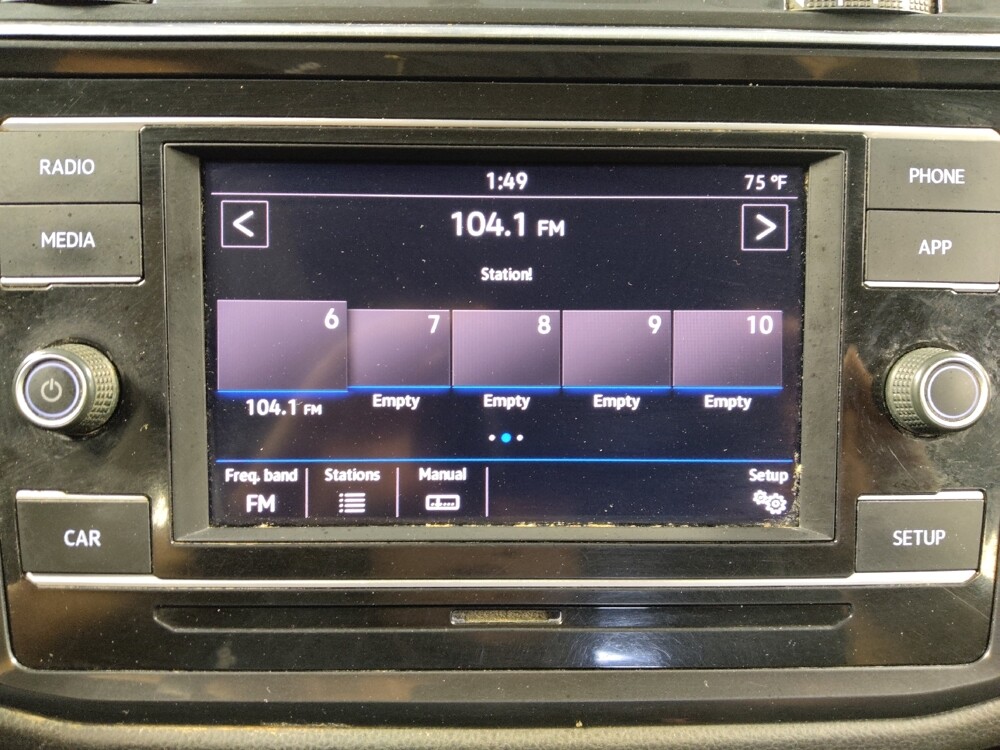 RADIO
MEDIA
CAR
1:49
75 °F
<
104.1 FM
>
Station!
6
7
8
9
10
104.1 FM
Empty
Empty
Empty
Empty
Freq. band
FM
Stations
Manual
Setup
PHONE
APP
SETUP